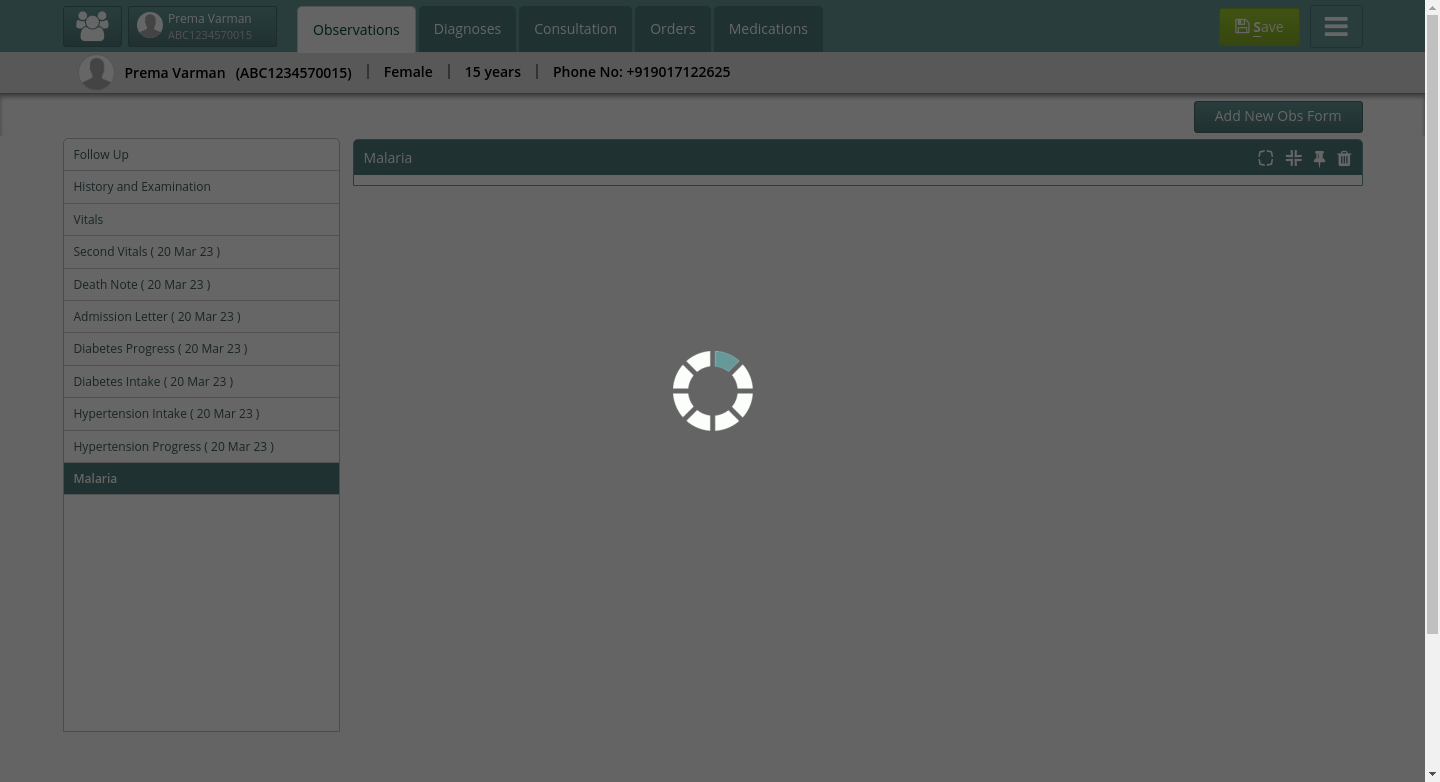 Prema Varman
ABC1234570015
Observations
Diagnoses
Consultation
Orders
Medications
Save
Prema Varman (ABC1234570015) | Female | 15 years | Phone No: +919017122625
Add New Obs Form
Follow Up
History and Examination
Vitals
Second Vitals ( 20 Mar 23 )
Death Note ( 20 Mar 23 )
Admission Letter ( 20 Mar 23 )
Diabetes Progress ( 20 Mar 23 )
Diabetes Intake ( 20 Mar 23 )
Hypertension Intake ( 20 Mar 23 )
Hypertension Progress ( 20 Mar 23 )
Malaria
Malaria